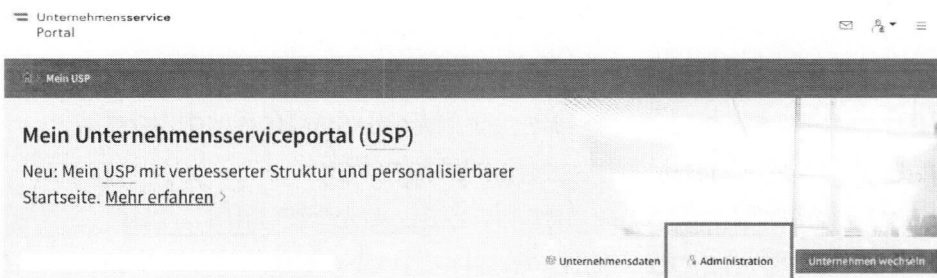 Unternehmensservice
Portal
Mein USP
Mein Unternehmensserviceportal (USP)
Neu: Mein USP mit verbesserter Struktur und personalisierbarer
Startseite. Mehr erfahren >
Unternehmensdaten Administration Unternehmen wechseln